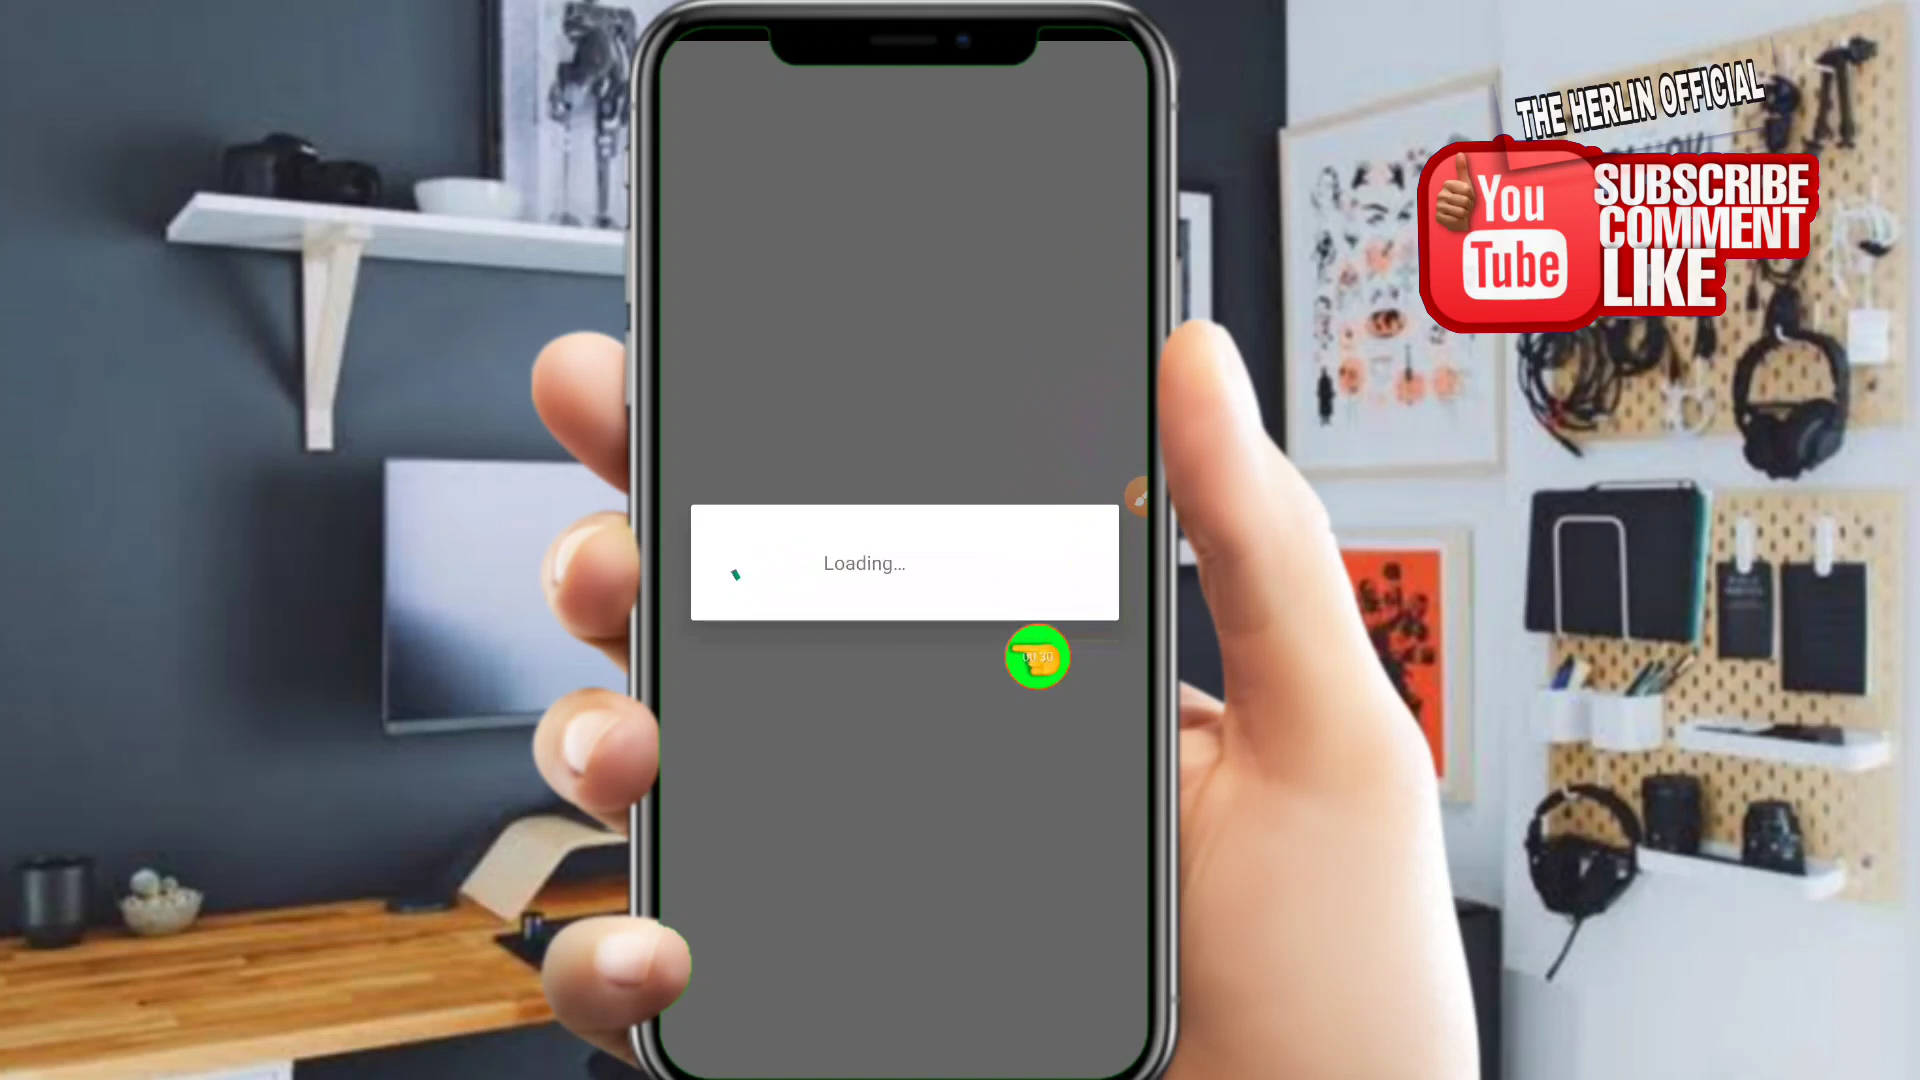 THE HERLIN OFFICIAL
You
Tube
SUBSCRIBE
COMMENT
LIKE
Loading...